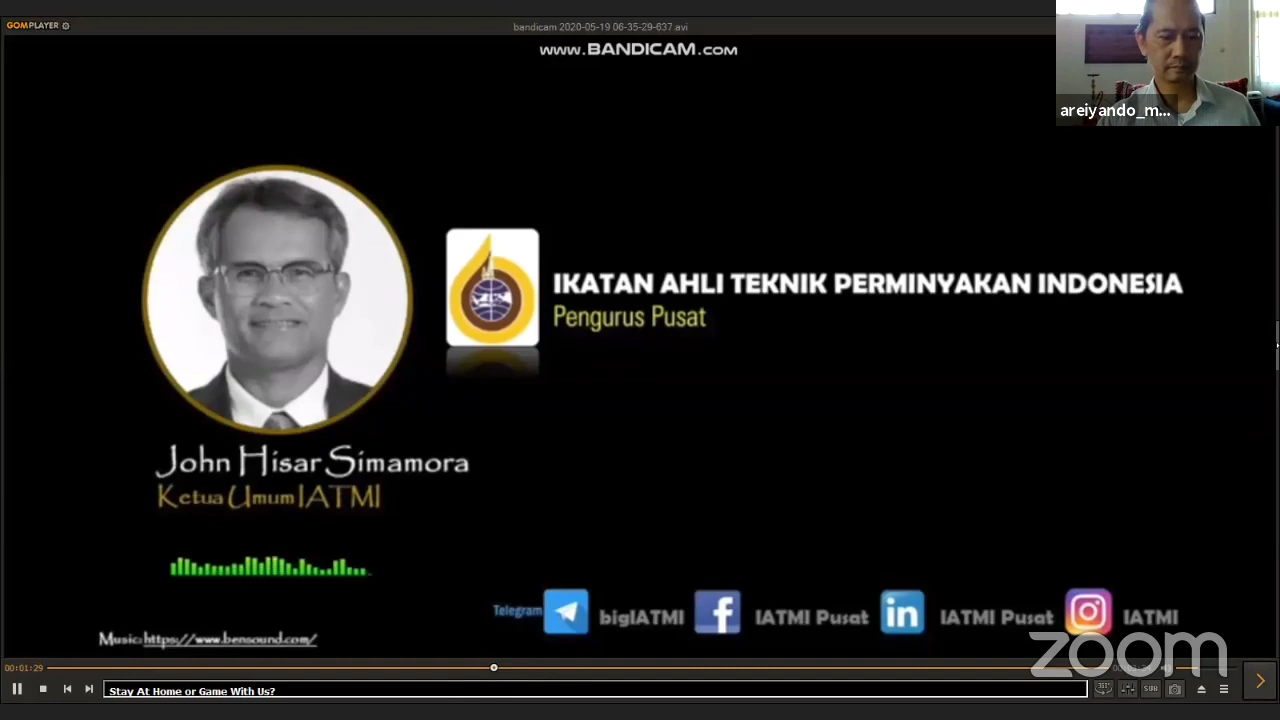 GOMPLAYER
bandicam 2020-05-19 06-35-29-637.avi
www.BANDICAM.com
areiyando_m...
IKATAN AHLI TEKNIK PERMINYAKAN INDONESIA
Pengurus Pusat
John Hisar Simamora
Ketua Umum IATMI
Telegram
bigIATMI
IATMI Pusat
IATMI Pusat
IATMI
Music:https://www.bensound.com/
zoom
00:01:29
Stay At Home or Game With Us?
360°
SUB